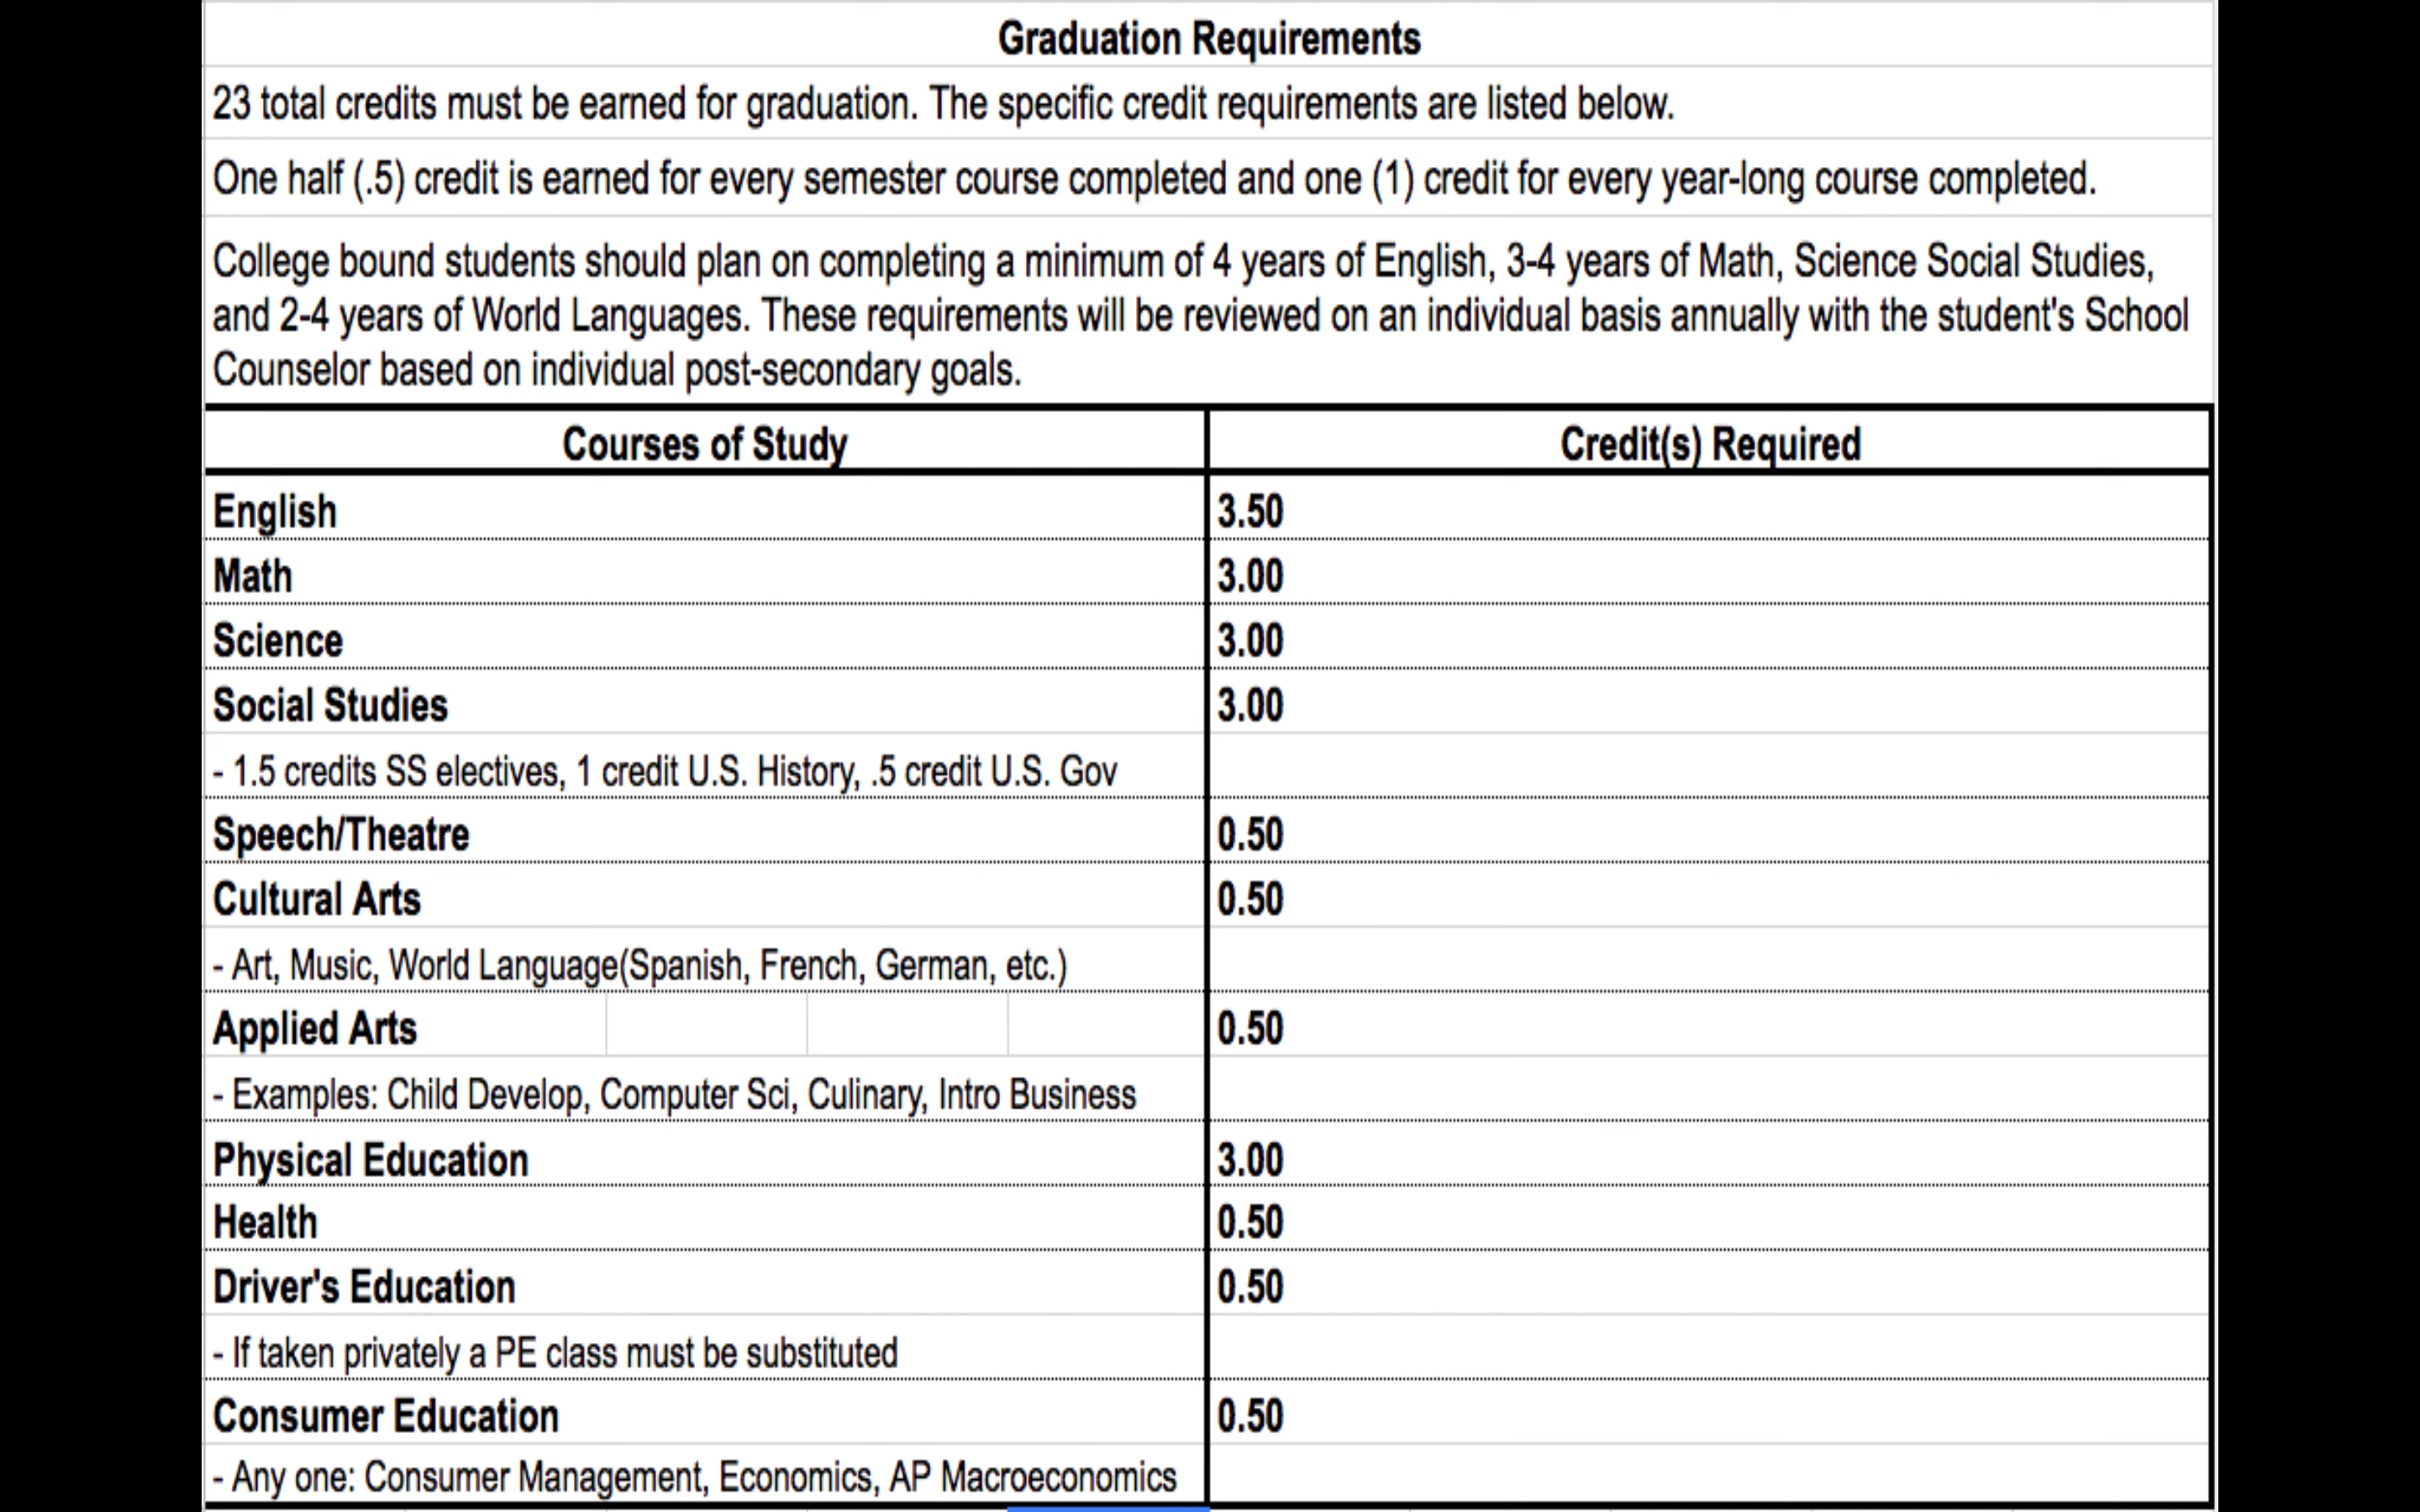 Graduation Requirements
23 total credits must be earned for graduation. The specific credit requirements are listed below.
One half (.5) credit is earned for every semester course completed and one (1) credit for every year-long course completed.
College bound students should plan on completing a minimum of 4 years of English, 3-4 years of Math, Science Social Studies,
and 2-4 years of World Languages. These requirements will be reviewed on an individual basis annually with the student's School
Counselor based on individual post-secondary goals.
Courses of Study Credit(s) Required
English 3.50
Math 3.00
Science 3.00
Social Studies 3.00
- 1.5 credits SS electives, 1 credit U.S. History, .5 credit U.S. Gov
Speech/Theatre 0.50
Cultural Arts 0.50
- Art, Music, World Language(Spanish, French, German, etc.)
Applied Arts 0.50
- Examples: Child Develop, Computer Sci, Culinary, Intro Business
Physical Education 3.00
Health 0.50
Driver's Education 0.50
- If taken privately a PE class must be substituted
Consumer Education 0.50
- Any one: Consumer Management, Economics, AP Macroeconomics